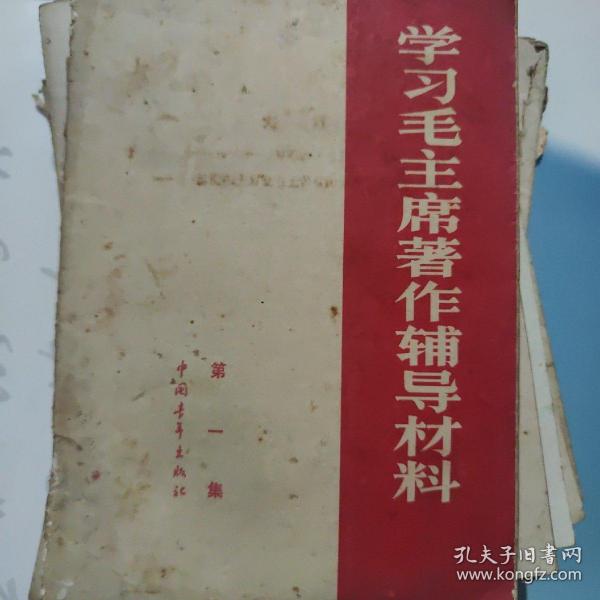 学习毛主席著作辅导材料
第一集
中国青年出版社
孔夫子旧书网
www.kongfz.com